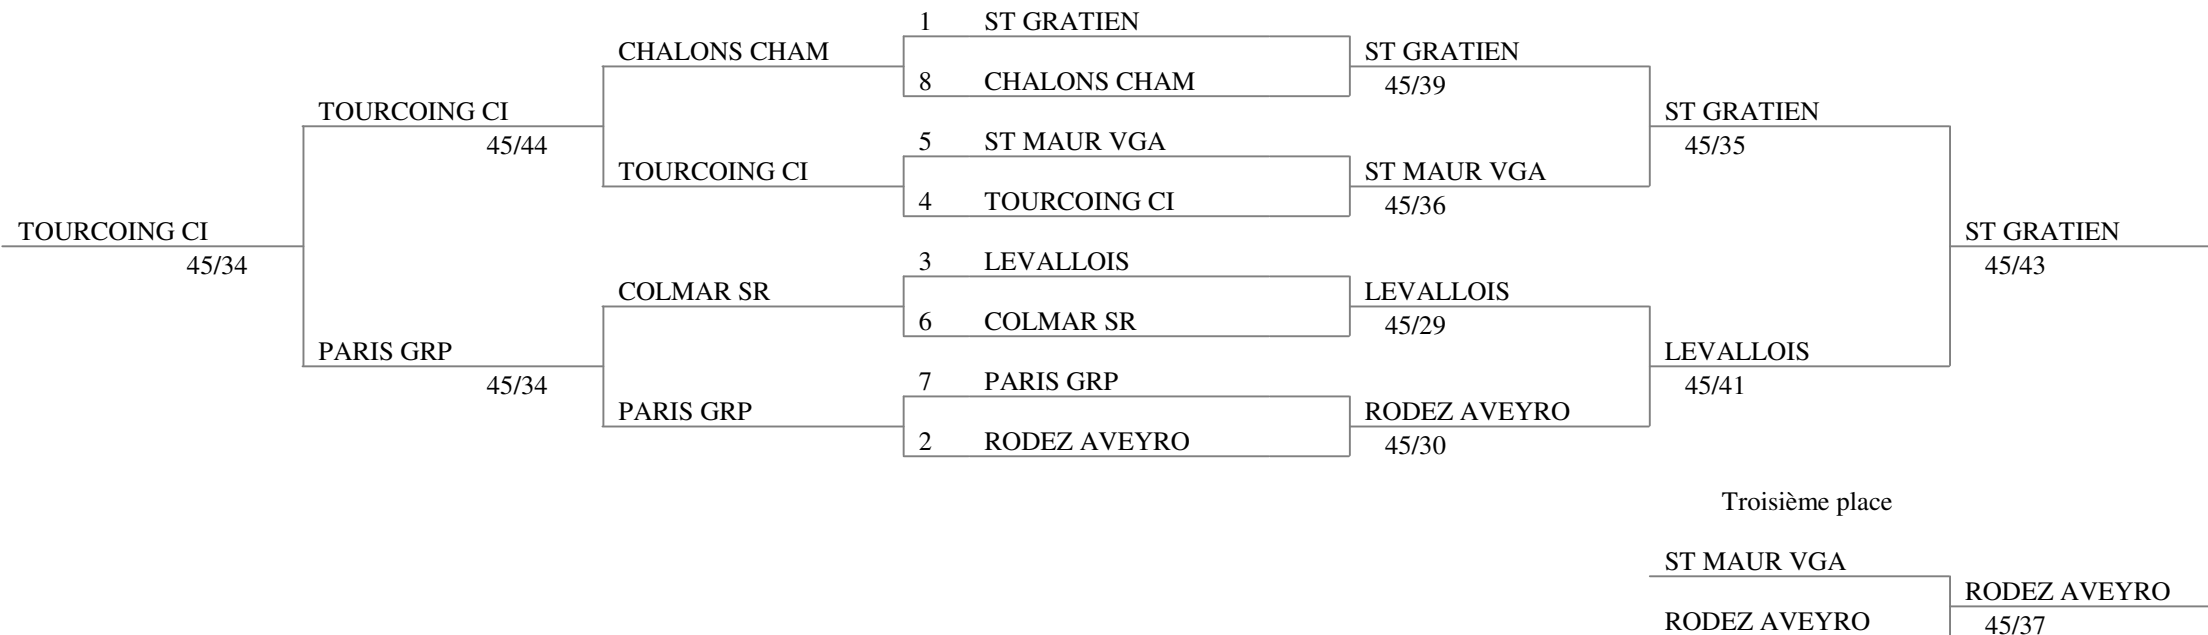 1 ST GRATIEN
CHALONS CHAM ST GRATIEN
8 CHALONS CHAM 45/39
TOURCOING CI ST GRATIEN
45/44 5 ST MAUR VGA 45/35
TOURCOING CI ST MAUR VGA
4 TOURCOING CI 45/36
TOURCOING CI ST GRATIEN
45/34 3 LEVALLOIS 45/43
COLMAR SR LEVALLOIS
6 COLMAR SR 45/29
PARIS GRP LEVALLOIS
45/34 7 PARIS GRP 45/41
PARIS GRP RODEZ AVEYRO
2 RODEZ AVEYRO 45/30
Troisième place
ST MAUR VGA
RODEZ AVEYRO
RODEZ AVEYRO 45/37